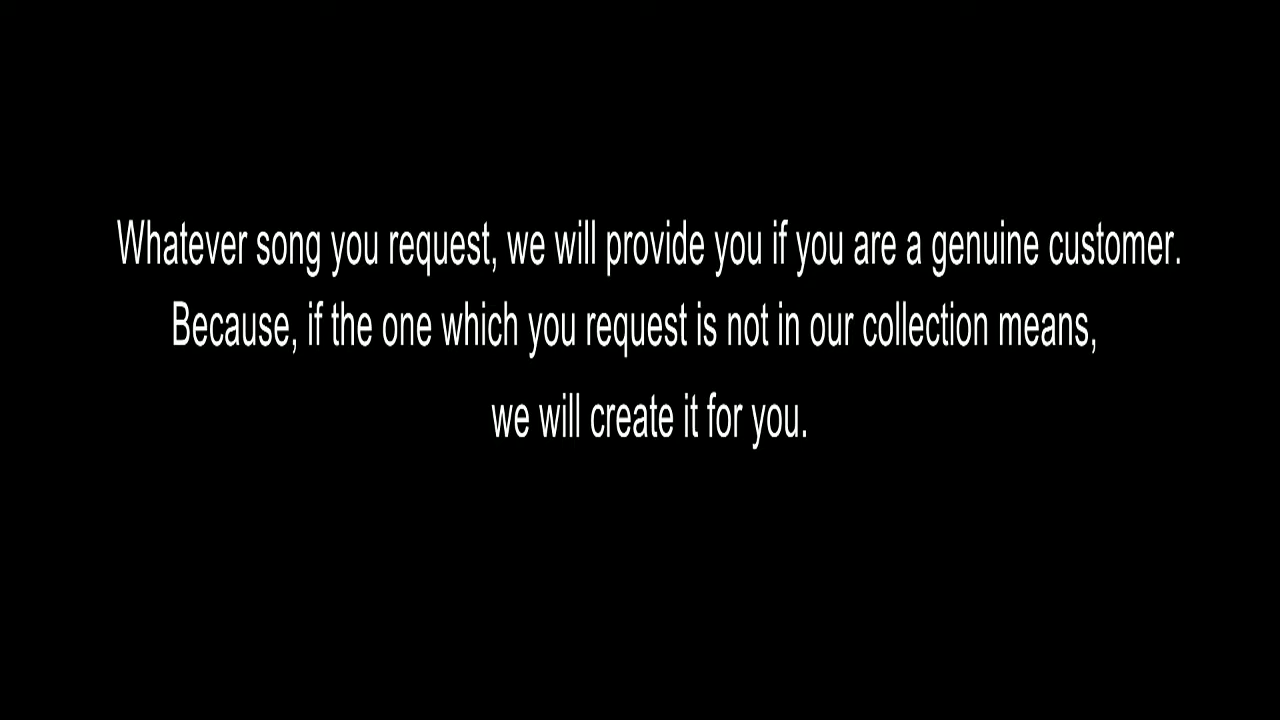 Whatever song you request, we will provide you if you are a genuine customer.
Because, if the one which you request is not in our collection means,
we will create it for you.